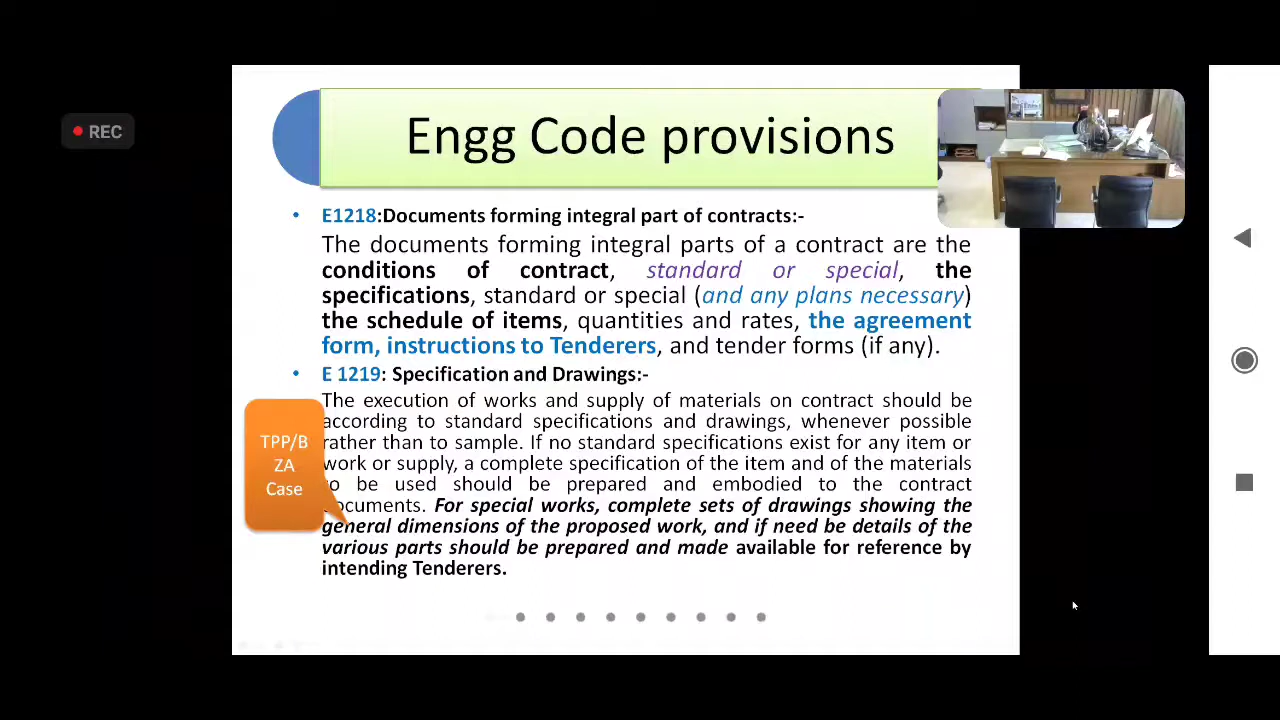 REC
Engg Code provisions
• E1218:Documents forming integral part of contracts:-
The documents forming integral parts of a contract are the
conditions of contract, standard or special, the
specifications, standard or special (and any plans necessary)
the schedule of items, quantities and rates, the agreement
form, instructions to Tenderers, and tender forms (if any).
• E 1219: Specification and Drawings:-
The execution of works and supply of materials on contract should be
according to standard specifications and drawings, whenever possible
rather than to sample. If no standard specifications exist for any item or
work or supply, a complete specification of the item and of the materials
be used should be prepared and embodied to the contract
For special works, complete sets of drawings showing the
general dimensions of the proposed work, and if need be details of the
various parts should be prepared and made available for reference by
intending Tenderers.
TPP/B
ZA
Case